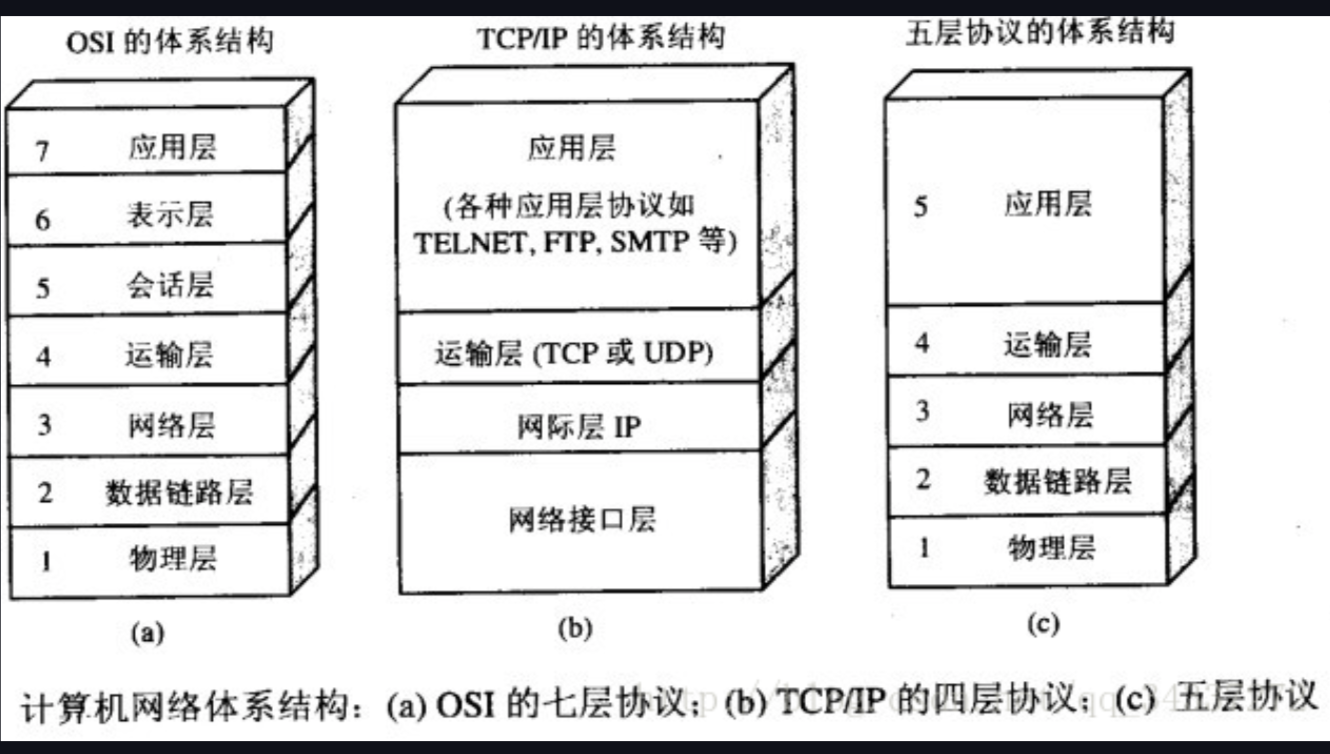 OSI 的体系结构
7 应用层
6 表示层
5 会话层
4 运输层
3 网络层
2 数据链路层
1 物理层
(a)
TCP/IP 的体系结构
应用层
(各种应用层协议如
TELNET, FTP, SMTP 等)
运输层 (TCP 或 UDP)
网际层 IP
网络接口层
(b)
五层协议的体系结构
5 应用层
4 运输层
3 网络层
2 数据链路层
1 物理层
(c)
计算机网络体系结构：(a) OSI 的七层协议；(b) TCP/IP 的四层协议；(c) 五层协议